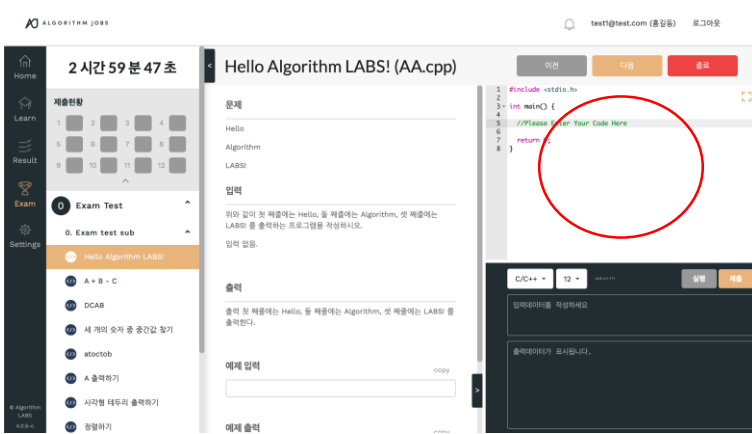 ALGORITHM JOBS
test1@test.com (홍길동)
로그아웃
Home
Learn
Result
Exam
Settings
© Algorithm
LABS
4.0.6-c
2 시간 59 분 47 초
제출현황
1 2 3 4
5 6 7 8
9 10 11 12
0 Exam Test
0. Exam test sub
Hello Algorithm LABS!
A + B - C
DCAB
세 개의 숫자 중 중간값 찾기
atoctob
A 출력하기
사각형 테두리 출력하기
정렬하기
<
Hello Algorithm LABS! (AA.cpp)
문제
Hello
Algorithm
LABS!
입력
위와 같이 첫 째줄에는 Hello, 둘 째줄에는 Algorithm, 셋 째줄에는
LABS! 를 출력하는 프로그램을 작성하시오.
입력 없음.
출력
출력 첫 째줄에는 Hello, 둘 째줄에는 Algorithm, 셋 째줄에는 LABS! 를
출력한다.
예제 입력
copy
예제 출력
copy
>
이전
다음
종료
1 #include <stdio.h>
2
3 int main() {
4
5 //Please Enter Your Code Here
6
7 return 0;
8 }
C/C++
12
실행
제출
입력데이터를 작성하세요
출력데이터가 표시됩니다.